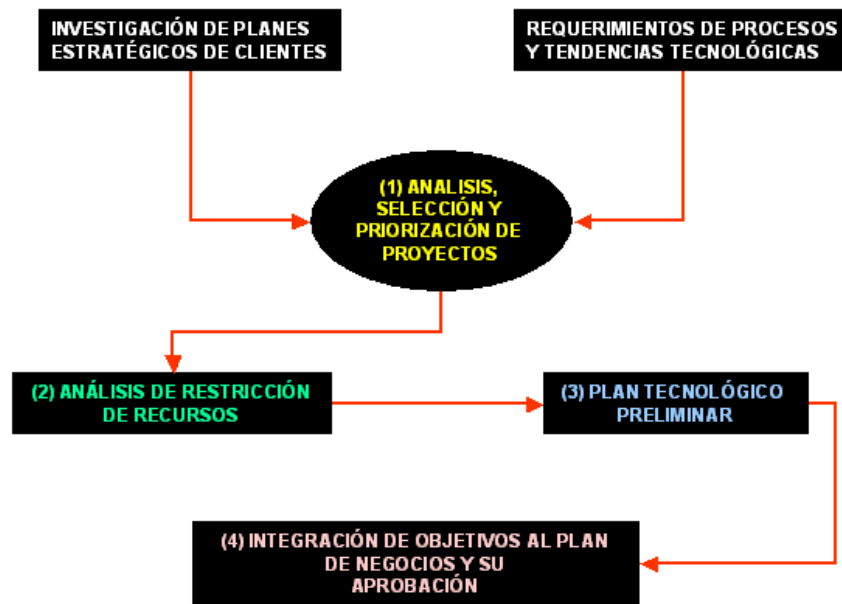 INVESTIGACIÓN DE PLANES
ESTRATÉGICOS DE CLIENTES
REQUERIMIENTOS DE PROCESOS
Y TENDENCIAS TECNOLÓGICAS
(1) ANALISIS,
SELECCIÓN Y
PRIORIZACIÓN DE
PROYECTOS
(2) ANÁLISIS DE RESTRICCIÓN
DE RECURSOS
(3) PLAN TECNOLÓGICO
PRELIMINAR
(4) INTEGRACIÓN DE OBJETIVOS AL PLAN
DE NEGOCIOS Y SU
APROBACIÓN